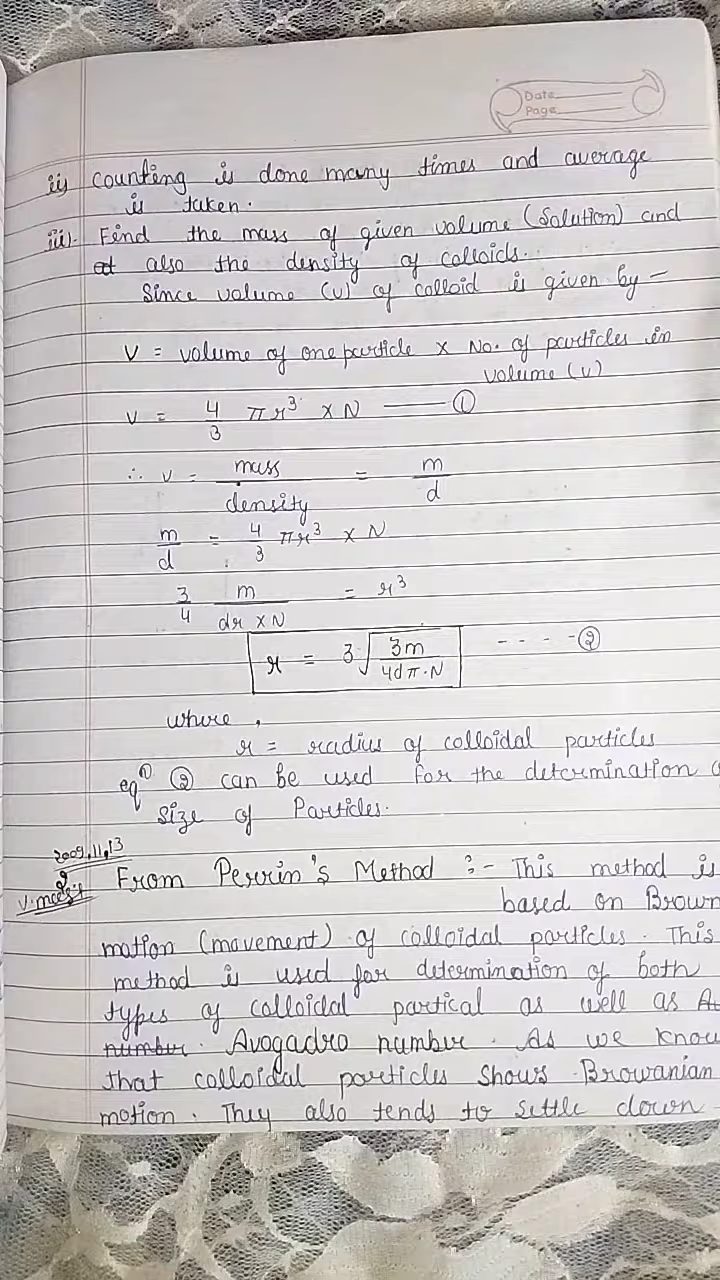 Date
Page
ii) counting is done many times and average
is taken.
iii). Find the mass of given volume (Solution) and
also the density of colloids.
Since volume (v) of colloid is given by -
V = volume of one particle × No. of particles in
volume (v)
v = 4/3 πr³ × N —— ①
∴ v = mass/density = m/d
m/d = 4/3 πr³ × N
3/4 m/dπ × N = r³
r = 3√3m/4dπ·N - - - - ②
where,
r = radius of colloidal particles
eqⁿ ② can be used for the determination
size of Particles.
2009, 11, 13
2 From Perrin's Method :- This method is
V.
based on Brown
motion (movement) of colloidal particles. This
method is used for determination of both
types of colloidal partical as well as A
number. Avogadro number. As we know
that colloidal particles shows Browanian
motion. They also tends to settle down